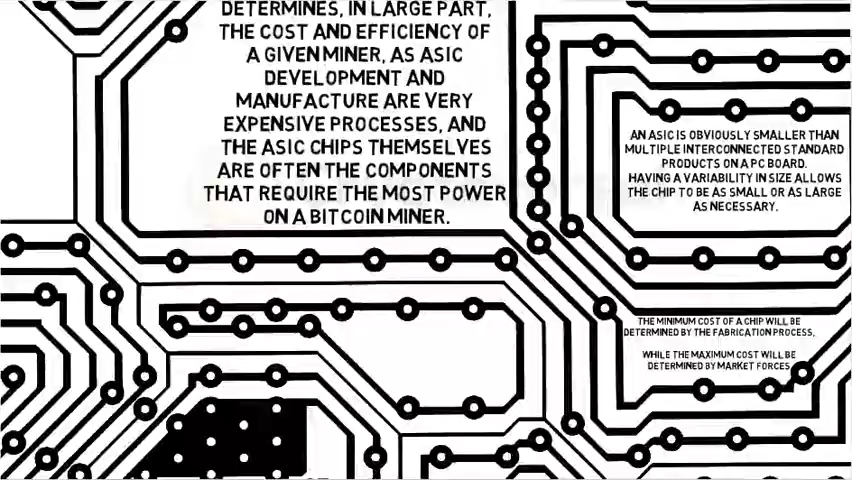 DETERMINES, IN LARGE PART,
THE COST AND EFFICIENCY OF
A GIVEN MINER, AS ASIC
DEVELOPMENT AND
MANUFACTURE ARE VERY
EXPENSIVE PROCESSES, AND
THE ASIC CHIPS THEMSELVES
ARE OFTEN THE COMPONENTS
THAT REQUIRE THE MOST POWER
ON A BITCOIN MINER.
AN ASIC IS OBVIOUSLY SMALLER THAN
MULTIPLE INTERCONNECTED STANDARD
PRODUCTS ON A PC BOARD.
HAVING A VARIABILITY IN SIZE ALLOWS
THE CHIP TO BE AS SMALL OR AS LARGE
AS NECESSARY.
THE MINIMUM COST OF A CHIP WILL BE
DETERMINED BY THE FABRICATION PROCESS,
WHILE THE MAXIMUM COST WILL BE
DETERMINED BY MARKET FORCES